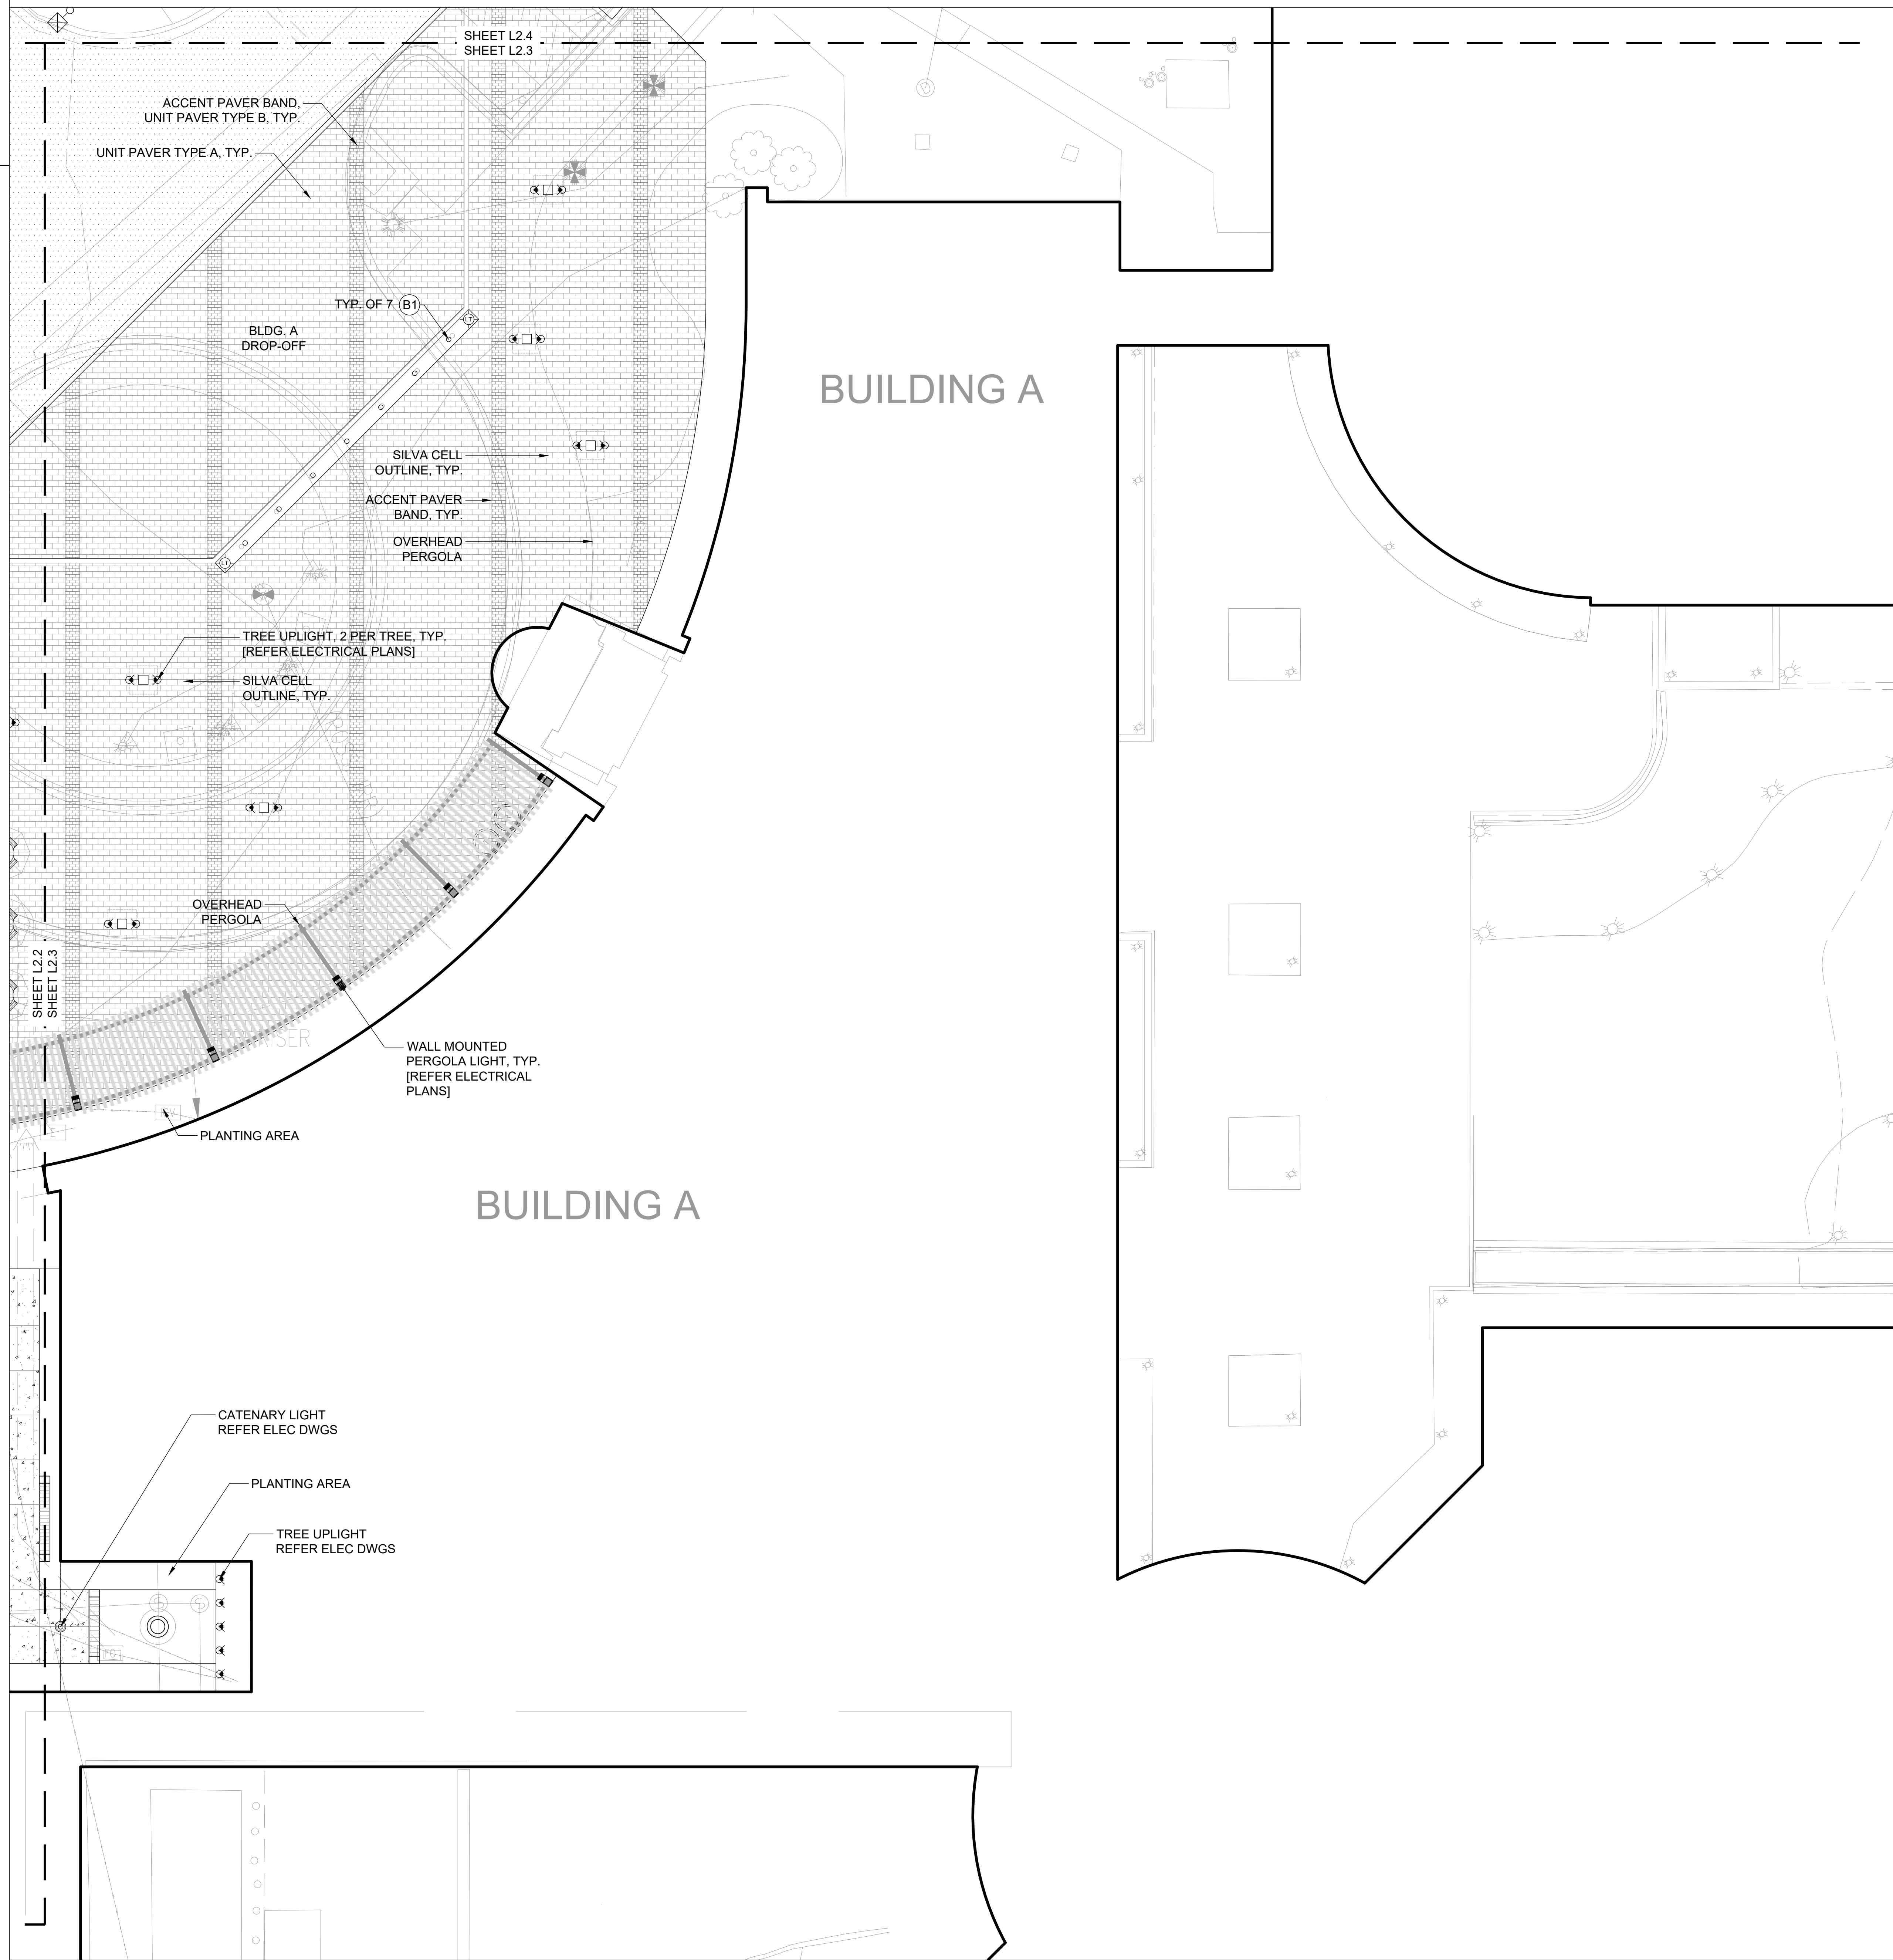 SHEET L2.4
SHEET L2.3
ACCENT PAVER BAND,
UNIT PAVER TYPE B, TYP.
UNIT PAVER TYPE A, TYP.
TYP. OF 7 B1
LT
BLDG. A
DROP-OFF
BUILDING A
SILVA CELL
OUTLINE, TYP.
ACCENT PAVER
BAND, TYP.
OVERHEAD
PERGOLA
LT
TREE UPLIGHT, 2 PER TREE, TYP.
[REFER ELECTRICAL PLANS]
SILVA CELL
OUTLINE, TYP.
OVERHEAD
PERGOLA
SHEET L2.2
SHEET L2.3
WALL MOUNTED
PERGOLA LIGHT, TYP.
[REFER ELECTRICAL
PLANS]
PLANTING AREA
BUILDING A
CATENARY LIGHT
REFER ELEC DWGS
PLANTING AREA
TREE UPLIGHT
REFER ELEC DWGS